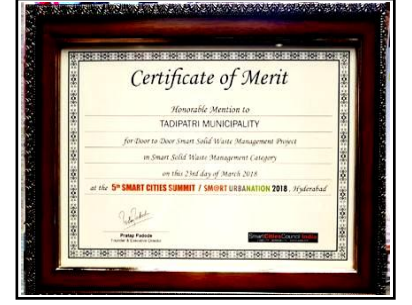 Certificate of Merit
Honorable Mention to
TADIPATRI MUNICIPALITY
for Door to Door Smart Solid Waste Management Project
in Smart Solid Waste Management Category
on this 23rd day of March 2018
at the 5th SMART CITIES SUMMIT / SM@RT URBANATION 2018, Hyderabad
Pratap Padode
Founder & Executive Director
SmartCitiesCouncil India